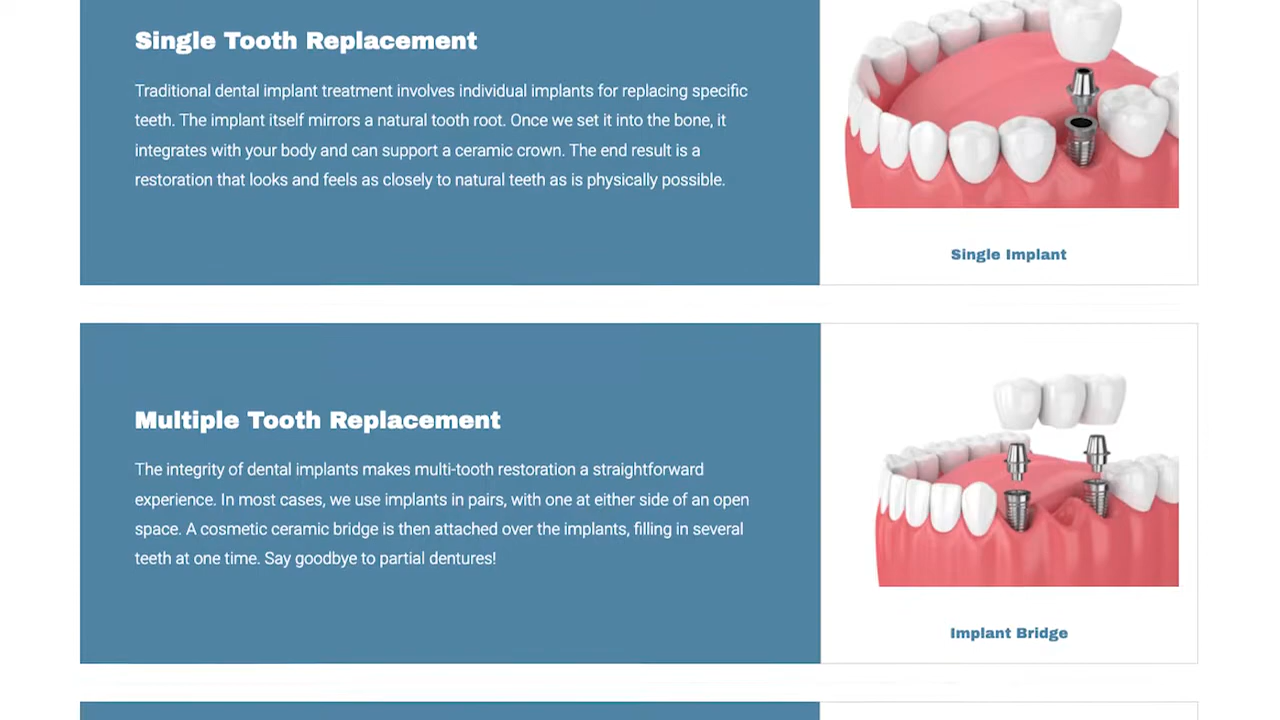 Single Tooth Replacement
Traditional dental implant treatment involves individual implants for replacing specific
teeth. The implant itself mirrors a natural tooth root. Once we set it into the bone, it
integrates with your body and can support a ceramic crown. The end result is a
restoration that looks and feels as closely to natural teeth as is physically possible.
Single Implant
Multiple Tooth Replacement
The integrity of dental implants makes multi-tooth restoration a straightforward
experience. In most cases, we use implants in pairs, with one at either side of an open
space. A cosmetic ceramic bridge is then attached over the implants, filling in several
teeth at one time. Say goodbye to partial dentures!
Implant Bridge